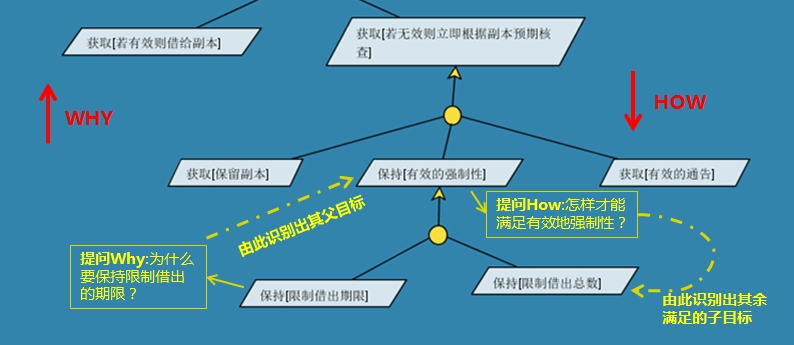 获取[若有效则借给副本]
获取[若无效则立即根据副本预期核
查]
WHY
HOW
获取[保留副本]
保持[有效的强制性]
获取[有效的通告]
由此识别出其父目标
提问How:怎样才能
满足有效地强制性？
提问Why:为什么
要保持限制借出
的期限？
保持[限制借出期限]
保持[限制借出总数]
由此识别出其余
满足的子目标